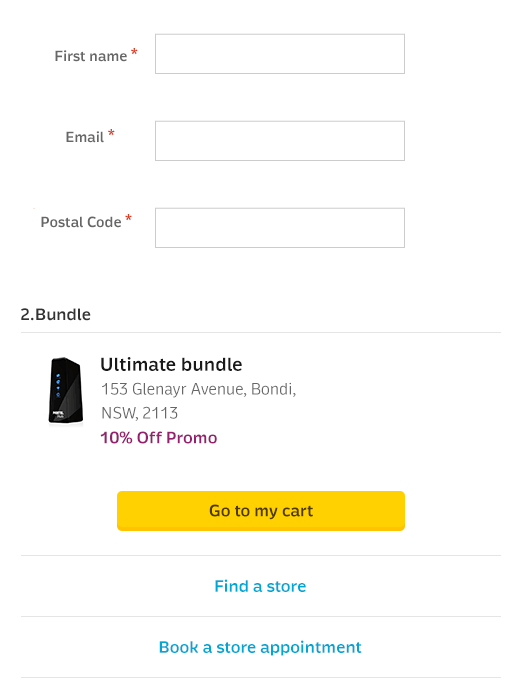 First name *
Email *
Postal Code *
2.Bundle
Ultimate bundle
153 Glenayr Avenue, Bondi,
NSW, 2113
10% Off Promo
Go to my cart
Find a store
Book a store appointment